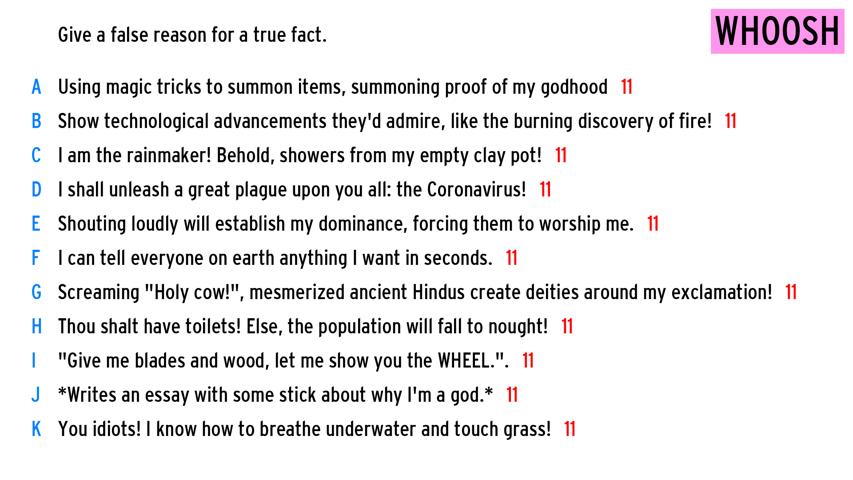 Give a false reason for a true fact.
WHOOSH
A Using magic tricks to summon items, summoning proof of my godhood 11
B Show technological advancements they'd admire, like the burning discovery of fire! 11
C I am the rainmaker! Behold, showers from my empty clay pot! 11
D I shall unleash a great plague upon you all: the Coronavirus! 11
E Shouting loudly will establish my dominance, forcing them to worship me. 11
F I can tell everyone on earth anything I want in seconds. 11
G Screaming "Holy cow!", mesmerized ancient Hindus create deities around my exclamation! 11
H Thou shalt have toilets! Else, the population will fall to nought! 11
I "Give me blades and wood, let me show you the WHEEL.". 11
J *Writes an essay with some stick about why I'm a god.* 11
K You idiots! I know how to breathe underwater and touch grass! 11